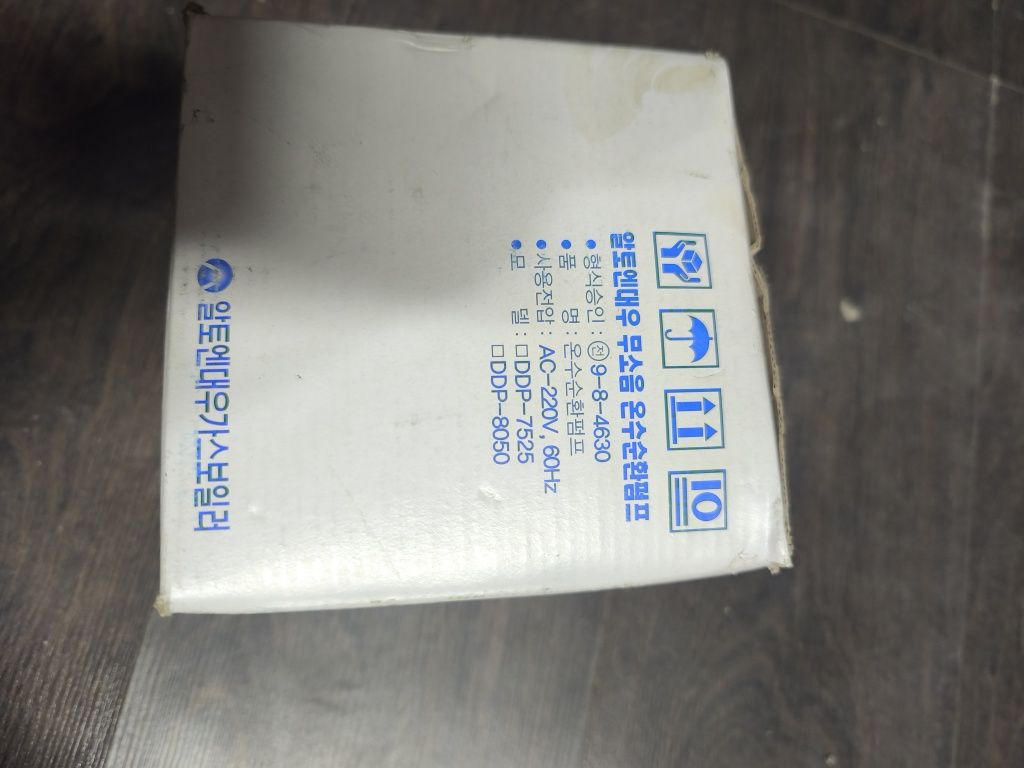 10
알토엔대우 무소음 온수순환펌프
• 형식승인 : ㉠ 9-8-4630
• 품 명 : 온수순환펌프
• 사용전압 : AC-220V, 60Hz
• 모 델 : □DDP-7525
□DDP-8050
알토엔대우가스보일러